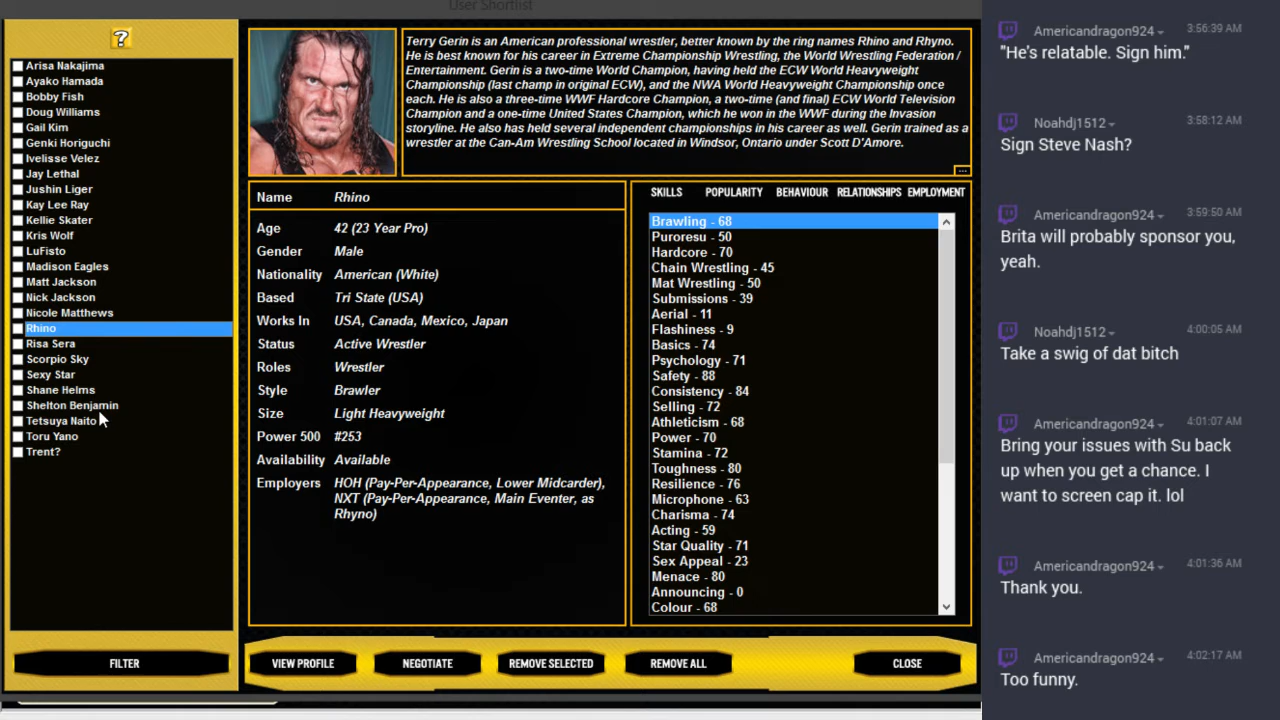 User Shortlist
?
Arisa Nakajima
Ayako Hamada
Bobby Fish
Doug Williams
Gail Kim
Genki Horiguchi
Ivelisse Velez
Jay Lethal
Jushin Liger
Kay Lee Ray
Kellie Skater
Kris Wolf
LuFisto
Madison Eagles
Matt Jackson
Nick Jackson
Nicole Matthews
Rhino
Risa Sera
Scorpio Sky
Sexy Star
Shane Helms
Shelton Benjamin
Tetsuya Naito
Toru Yano
Trent?
FILTER
Terry Gerin is an American professional wrestler, better known by the ring names Rhino and Rhyno.
He is best known for his career in Extreme Championship Wrestling, the World Wrestling Federation /
Entertainment. Gerin is a two-time World Champion, having held the ECW World Heavyweight
Championship (last champ in original ECW), and the NWA World Heavyweight Championship once
each. He is also a three-time WWF Hardcore Champion, a two-time (and final) ECW World Television
Champion and a one-time United States Champion, which he won in the WWF during the Invasion
storyline. He also has held several independent championships in his career as well. Gerin trained as a
wrestler at the Can-Am Wrestling School located in Windsor, Ontario under Scott D'Amore.
...
Name Rhino
Age 42 (23 Year Pro)
Gender Male
Nationality American (White)
Based Tri State (USA)
Works In USA, Canada, Mexico, Japan
Status Active Wrestler
Roles Wrestler
Style Brawler
Size Light Heavyweight
Power 500 #253
Availability Available
Employers HOH (Pay-Per-Appearance, Lower Midcarder),
NXT (Pay-Per-Appearance, Main Eventer, as
Rhyno)
SKILLS POPULARITY BEHAVIOUR RELATIONSHIPS EMPLOYMENT
Brawling - 68
Puroresu - 50
Hardcore - 70
Chain Wrestling - 45
Mat Wrestling - 50
Submissions - 39
Aerial - 11
Flashiness - 9
Basics - 74
Psychology - 71
Safety - 88
Consistency - 84
Selling - 72
Athleticism - 68
Power - 70
Stamina - 72
Toughness - 80
Resilience - 76
Microphone - 63
Charisma - 74
Acting - 59
Star Quality - 71
Sex Appeal - 23
Menace - 80
Announcing - 0
Colour - 68
VIEW PROFILE NEGOTIATE REMOVE SELECTED REMOVE ALL CLOSE
Americandragon924 3:56:39 AM
"He's relatable. Sign him."
Noahdj1512 3:58:12 AM
Sign Steve Nash?
Americandragon924 3:59:50 AM
Brita will probably sponsor you,
yeah.
Noahdj1512 4:00:05 AM
Take a swig of dat bitch
Americandragon924 4:01:07 AM
Bring your issues with Su back
up when you get a chance. I
want to screen cap it. lol
Americandragon924 4:01:36 AM
Thank you.
Americandragon924 4:02:17 AM
Too funny.